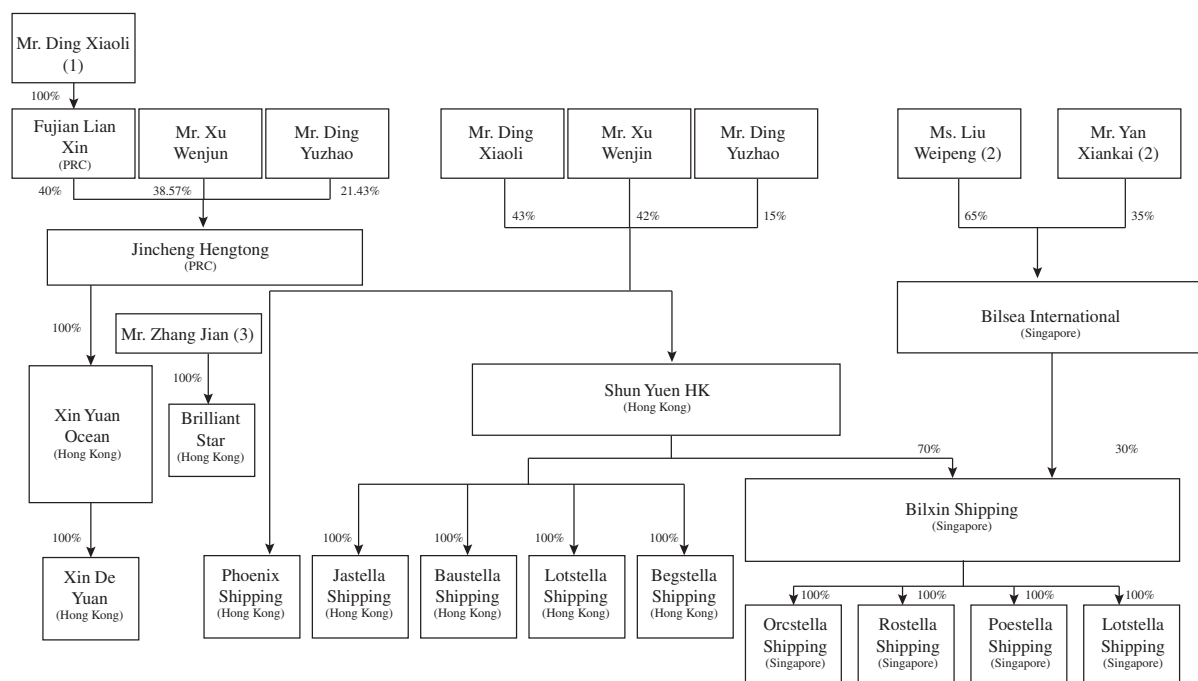 Mr. Ding Xiaoli
(1)
100%
Fujian Lian
Xin
(PRC)
Mr. Xu
Wenjun
Mr. Ding
Yuzhao
Mr. Ding
Xiaoli
Mr. Xu
Wenjin
Mr. Ding
Yuzhao
Ms. Liu
Weipeng (2)
Mr. Yan
Xiankai (2)
40%
38.57%
21.43%
43%
42%
15%
65%
35%
Jincheng Hengtong
(PRC)
Bilsea International
(Singapore)
100%
Mr. Zhang Jian (3)
100%
Shun Yuen HK
(Hong Kong)
Xin Yuan
Ocean
(Hong Kong)
Brilliant
Star
(Hong Kong)
70%
30%
Bilxin Shipping
(Singapore)
100%
100%
100%
100%
100%
Xin De
Yuan
(Hong Kong)
Phoenix
Shipping
(Hong Kong)
Jastella
Shipping
(Hong Kong)
Baustella
Shipping
(Hong Kong)
Lotstella
Shipping
(Hong Kong)
Begstella
Shipping
(Hong Kong)
100%
100%
100%
100%
Orcstella
Shipping
(Singapore)
Rostella
Shipping
(Singapore)
Poestella
Shipping
(Singapore)
Lotstella
Shipping
(Singapore)